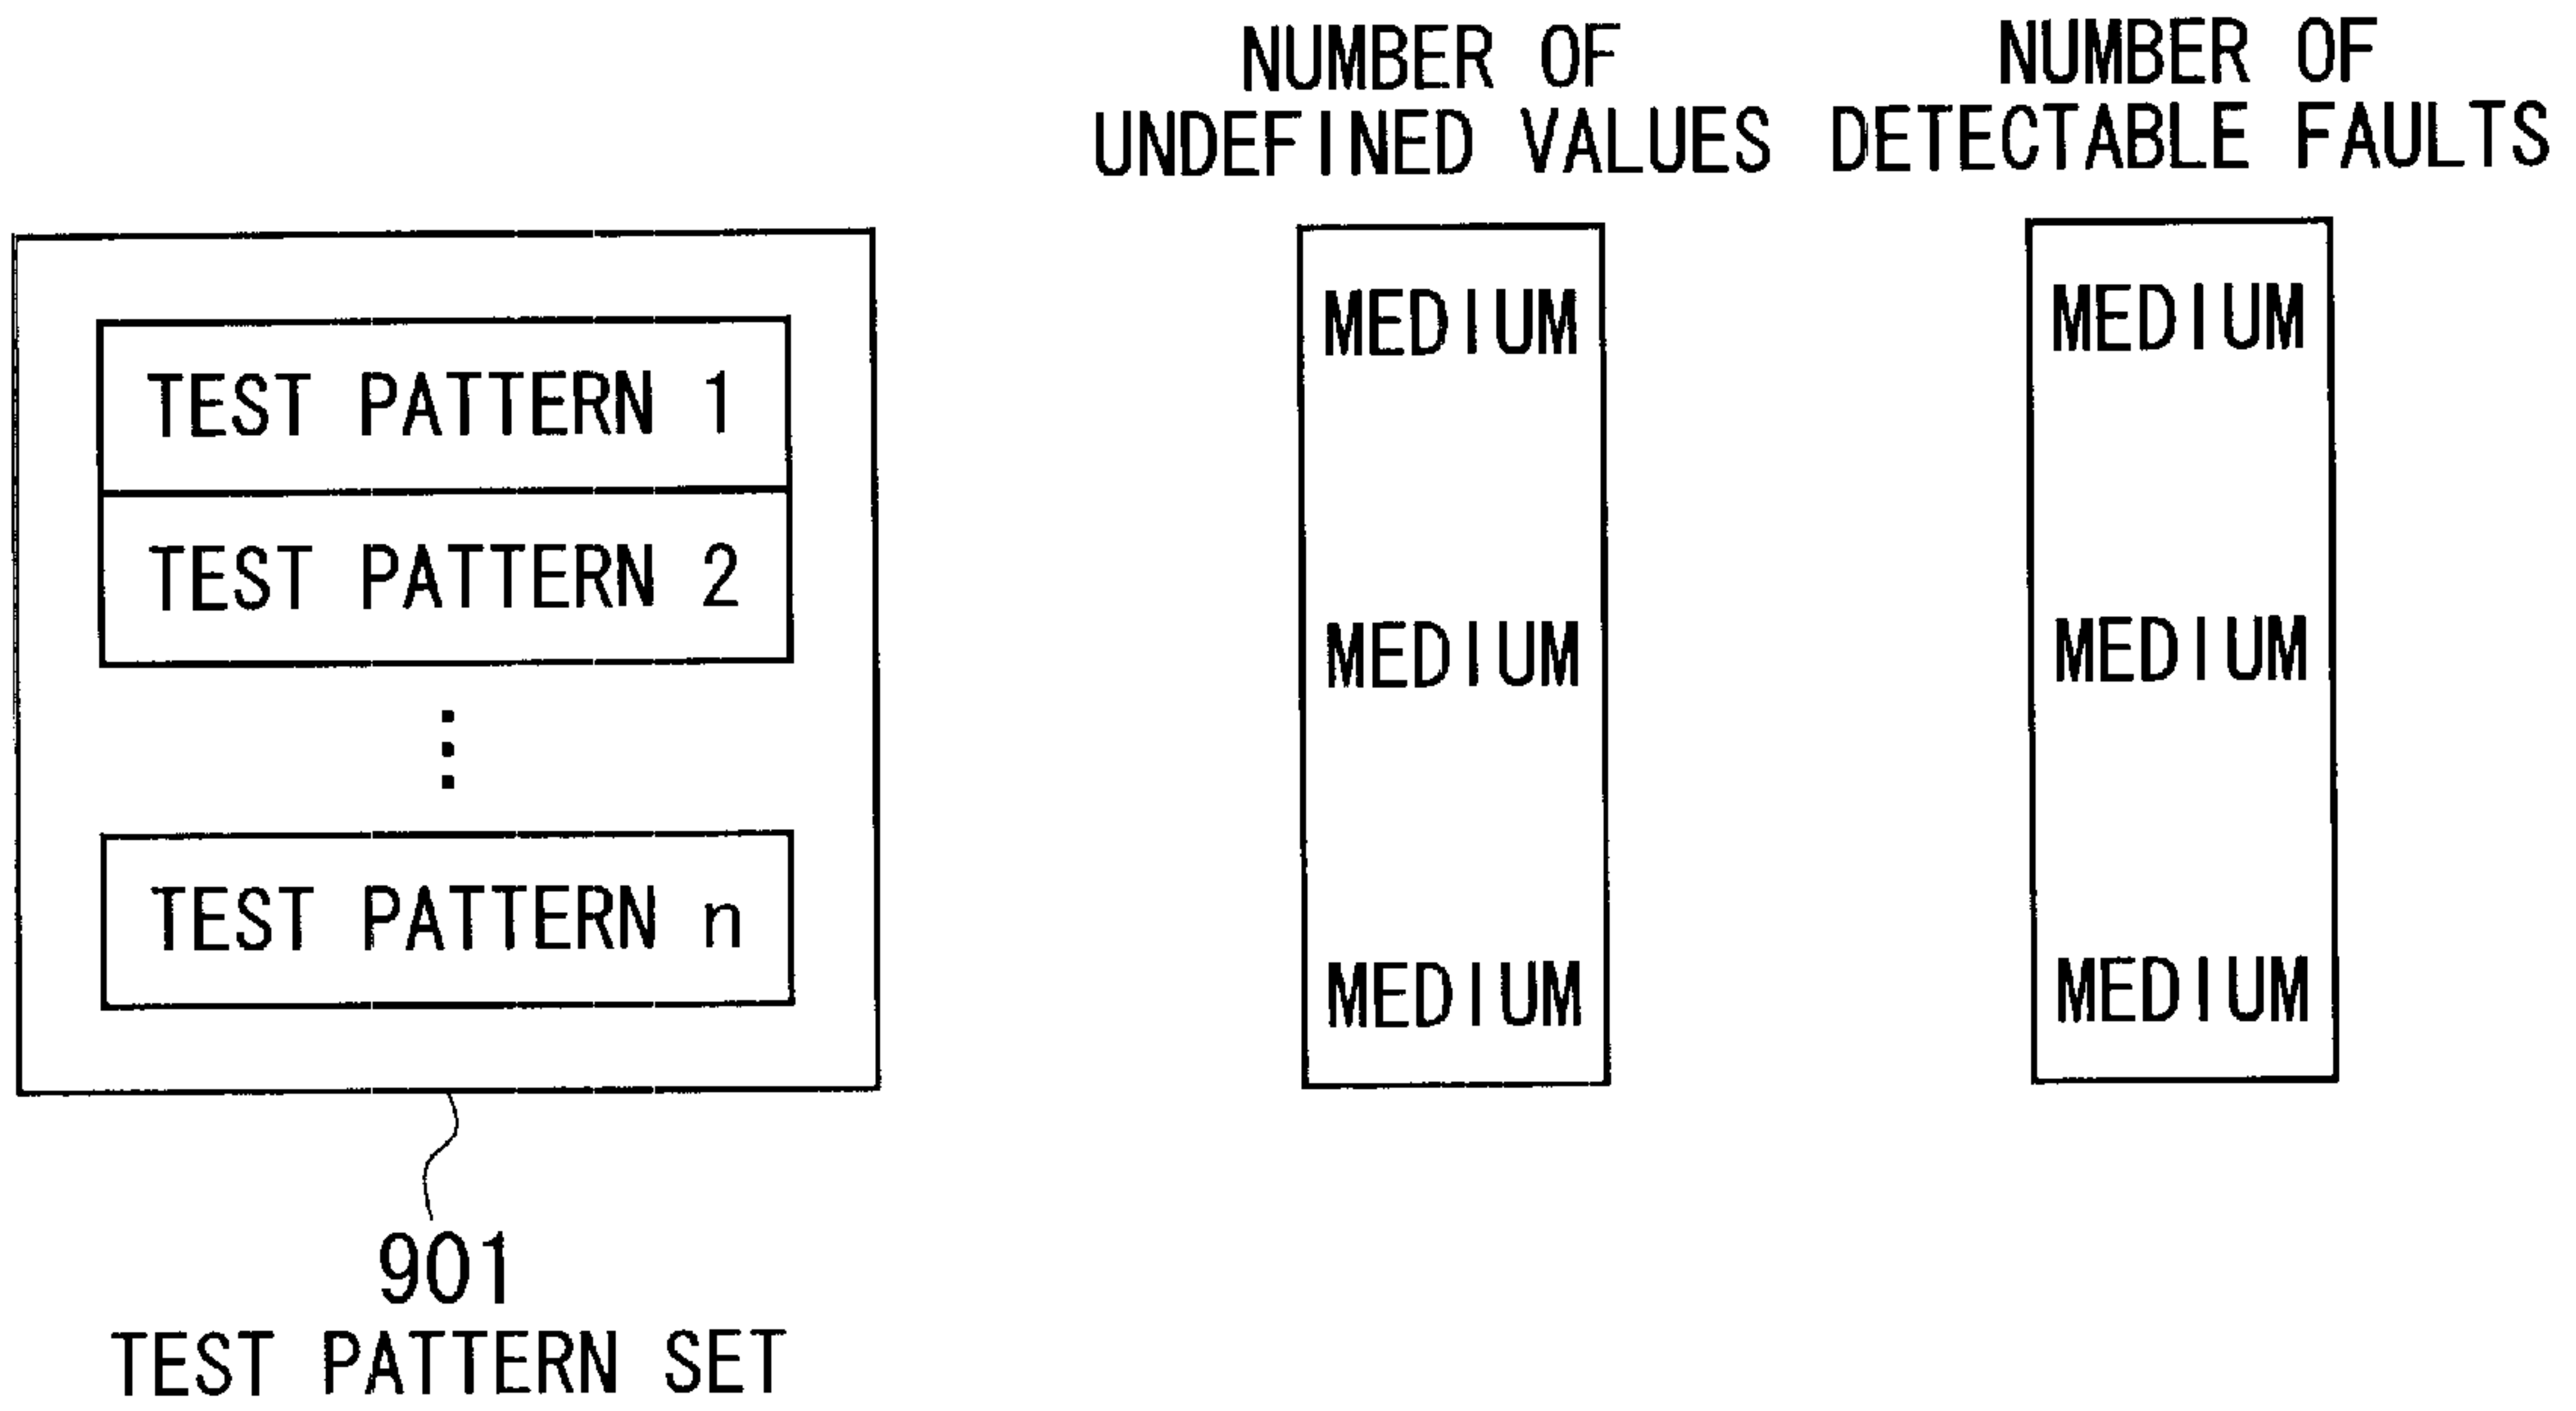 NUMBER OF
UNDEFINED VALUES
NUMBER OF
DETECTABLE FAULTS
TEST PATTERN 1
TEST PATTERN 2
⋮
TEST PATTERN n
MEDIUM
MEDIUM
MEDIUM
MEDIUM
MEDIUM
MEDIUM
901
TEST PATTERN SET